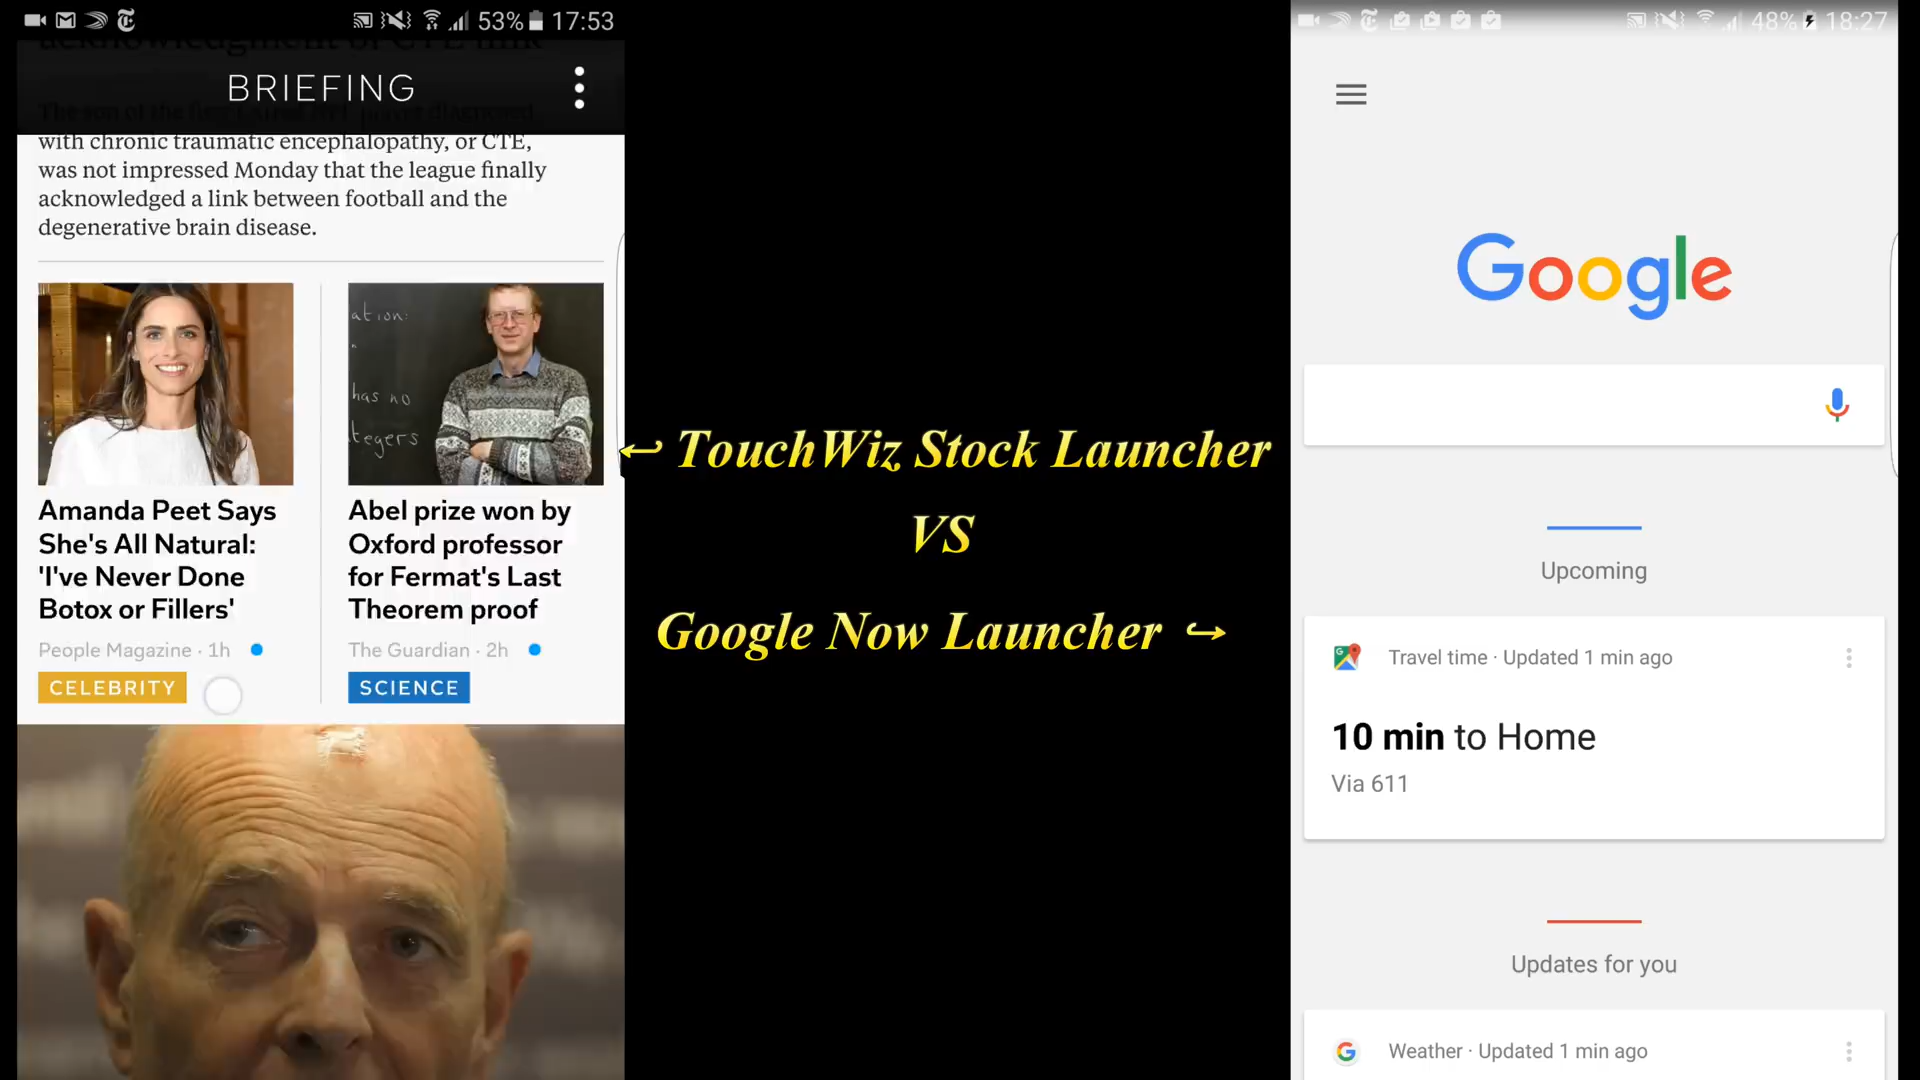 53% 17:53
BRIEFING
with chronic traumatic encephalopathy, or CTE,
was not impressed Monday that the league finally
acknowledged a link between football and the
degenerative brain disease.
ation:
has no
tegers
Amanda Peet Says
She's All Natural:
'I've Never Done
Botox or Fillers'
People Magazine · 1h
CELEBRITY
Abel prize won by
Oxford professor
for Fermat's Last
Theorem proof
The Guardian · 2h
SCIENCE
↩ TouchWiz Stock Launcher
VS
Google Now Launcher ↪
48% 18:27
Google
Upcoming
Travel time · Updated 1 min ago
10 min to Home
Via 611
Updates for you
Weather · Updated 1 min ago